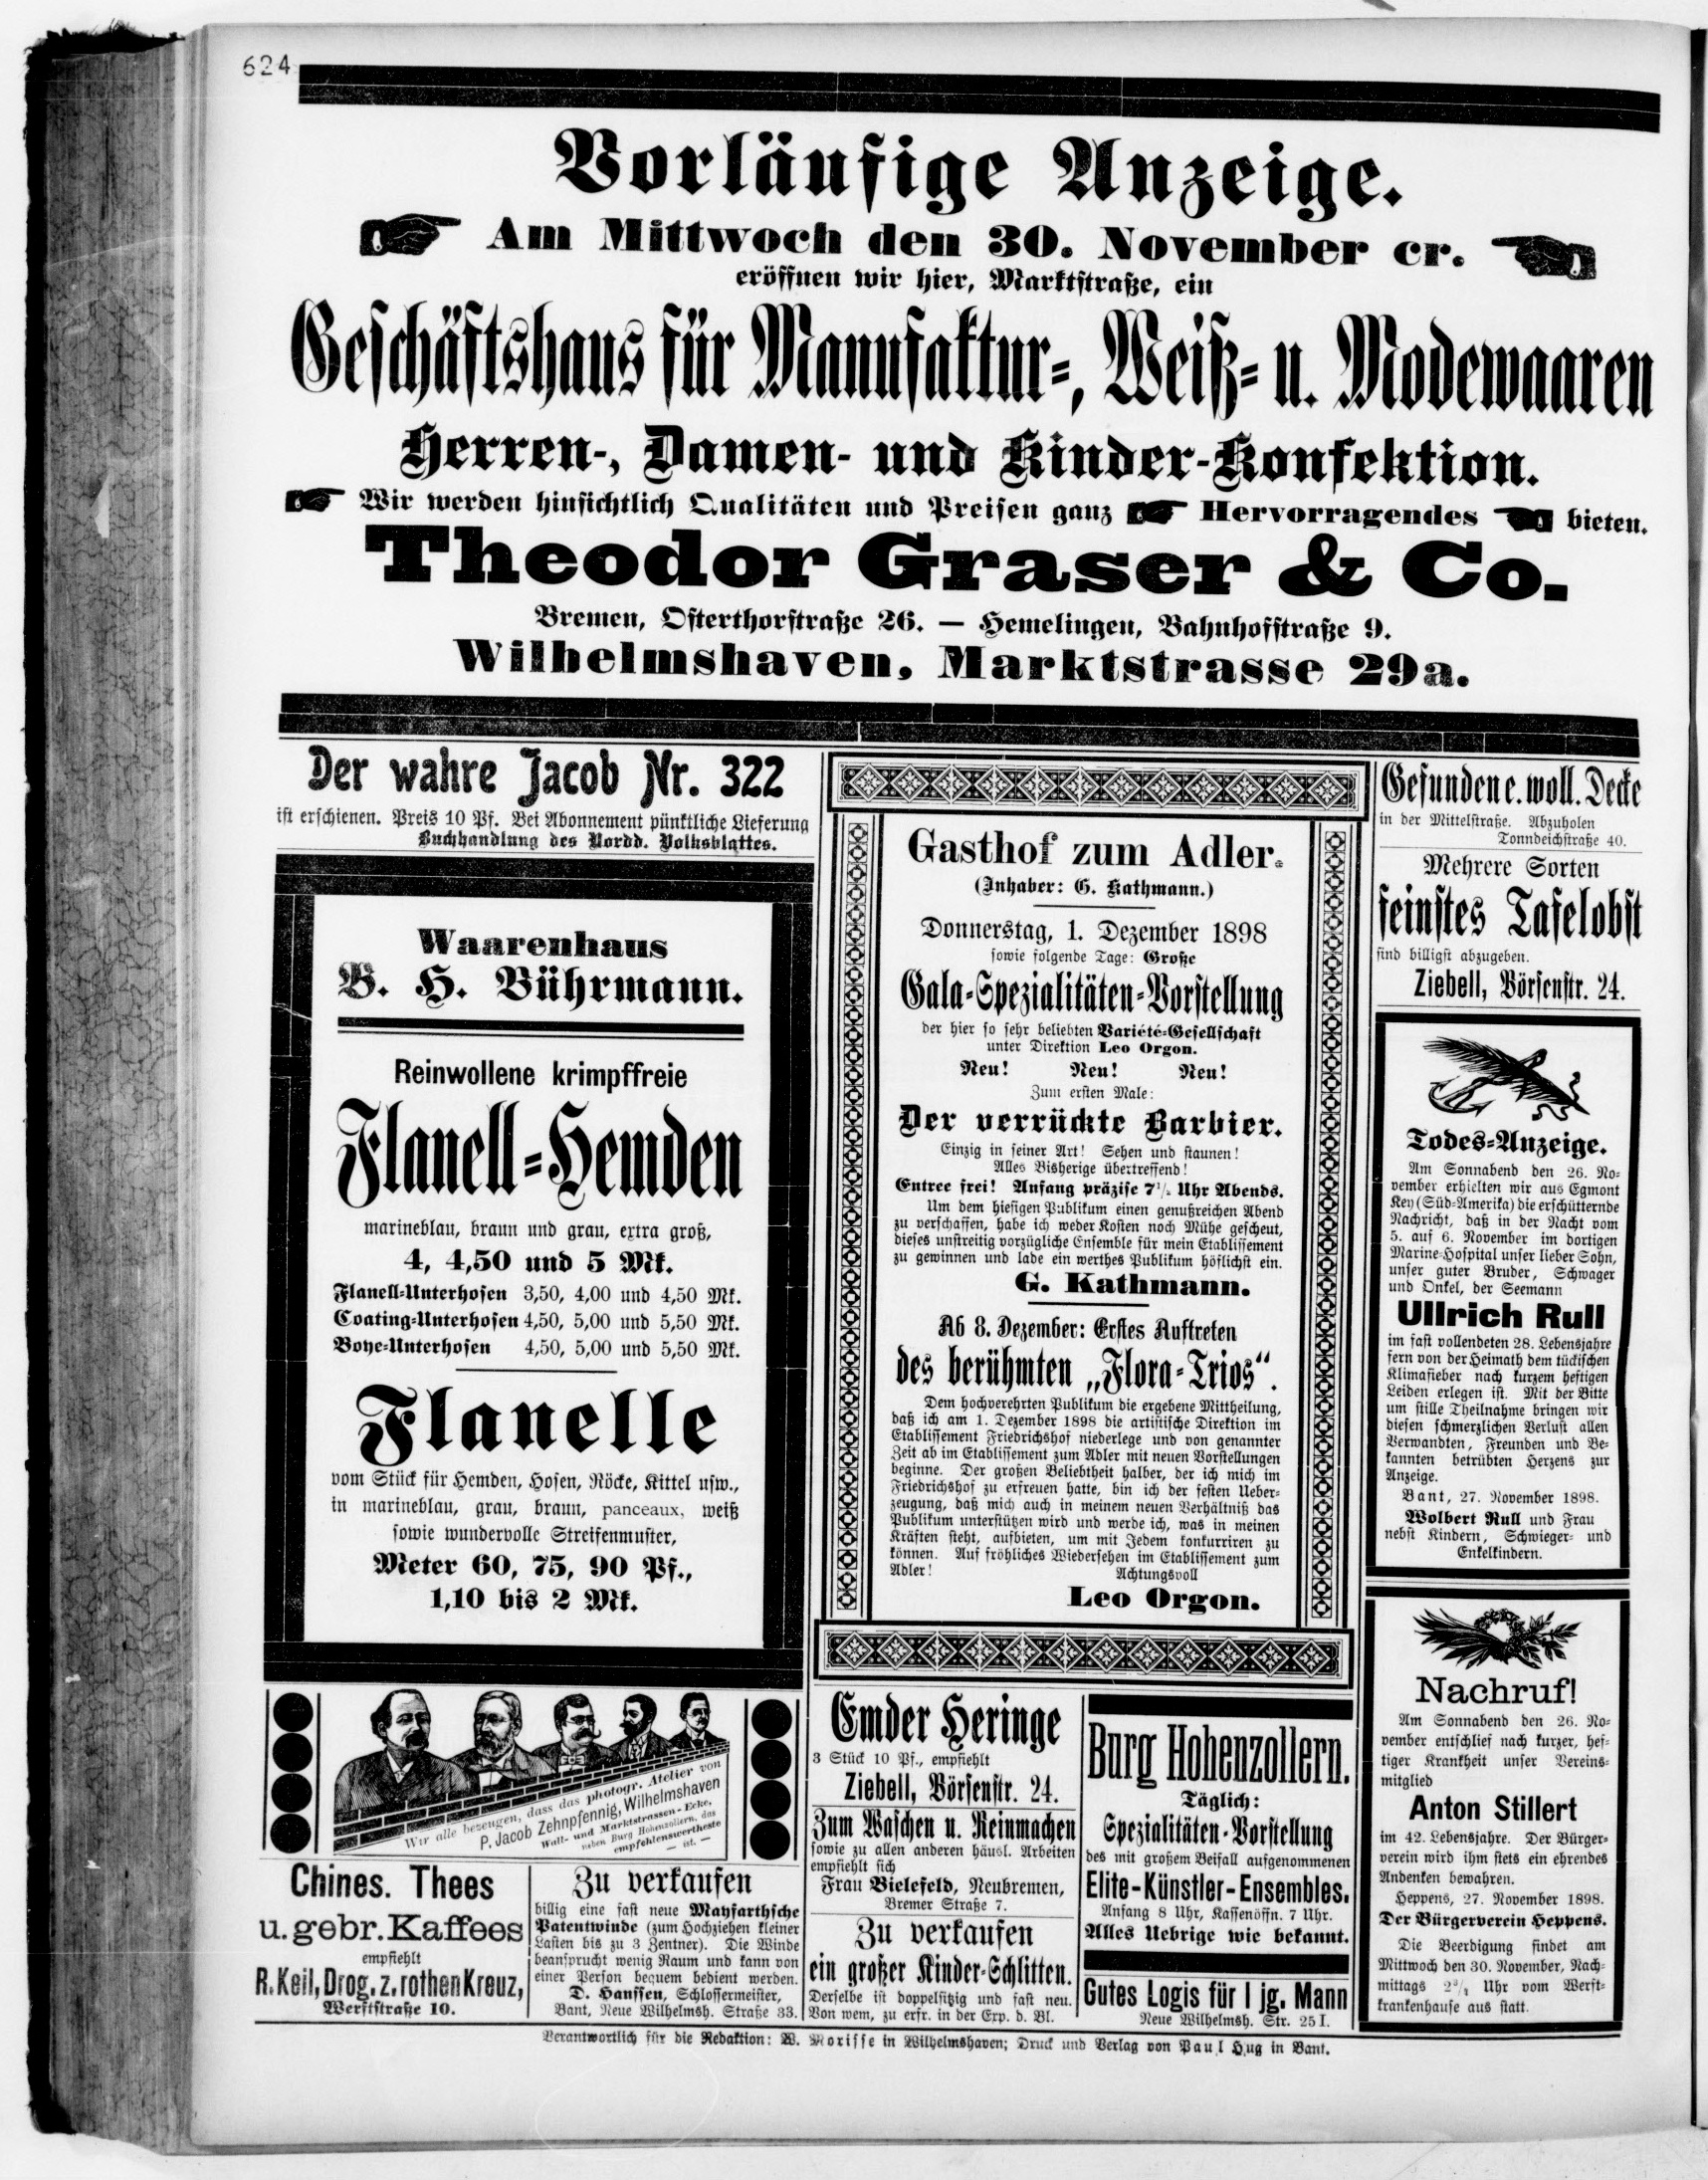 624
Vorläufige Anzeige.
Am Mittwoch den 30. November cr.
eröffnen wir hier, Marktstraße, ein
Geschäftshaus für Manufaktur-, Weiß- u. Modewaaren
Herren-, Damen- und Kinder-Konfektion.
Wir werden hinsichtlich Qualitäten und Preisen ganz Hervorragendes bieten.
Theodor Graser & Co.
Bremen, Osterthorstraße 26. — Hemelingen, Bahnhofstraße 9.
Wilhelmshaven, Marktstrasse 29a.
Der wahre Jacob Nr. 322
ist erschienen. Preis 10 Pf. Bei Abonnement pünktliche Lieferung
Buchhandlung des Nordd. Volksblattes.
Waarenhaus
B. H. Bührmann.
Reinwollene krimpffreie
Flanell-Hemden
marineblau, braun und grau, extra groß,
4, 4,50 und 5 Mk.
Flanell-Unterhosen 3,50, 4,00 und 4,50 Mk.
Coating-Unterhosen 4,50, 5,00 und 5,50 Mk.
Boye-Unterhosen 4,50, 5,00 und 5,50 Mk.
Flanelle
vom Stück für Hemden, Hosen, Röcke, Kittel usw.,
in marineblau, grau, braun, panceaux, weiß
sowie wundervolle Streifenmuster,
Meter 60, 75, 90 Pf.,
1,10 bis 2 Mk.
Wir alle bezeugen, dass das photogr. Atelier von
P. Jacob Zehnpfennig, Wilhelmshaven
Wall- und Marktstrassen-Ecke,
neben Burg Hohenzollern, das
empfehlenswertheste
— ist. —
Chines. Thees
u. gebr. Kaffees
empfiehlt
R. Keil, Drog. z. rothen Kreuz,
Werftstraße 10.
Zu verkaufen
billig eine fast neue Mayfarthsche
Patentwinde (zum Hochziehen kleiner
Lasten bis zu 3 Zentner). Die Winde
beansprucht wenig Raum und kann von
einer Person bequem bedient werden.
D. Hanssen, Schlossermeister,
Bant, Neue Wilhelmsh. Straße 33.
Gasthof zum Adler.
(Inhaber: G. Kathmann.)
Donnerstag, 1. Dezember 1898
sowie folgende Tage: Große
Gala-Spezialitäten-Vorstellung
der hier so sehr beliebten Variété-Gesellschaft
unter Direktion Leo Orgon.
Neu! Neu! Neu!
Zum ersten Male:
Der verrückte Barbier.
Einzig in seiner Art! Sehen und staunen!
Alles Bisherige übertreffend!
Entree frei! Anfang präzise 7½ Uhr Abends.
Um dem hiesigen Publikum einen genußreichen Abend
zu verschaffen, habe ich weder Kosten noch Mühe gescheut,
dieses unstreitig vorzügliche Ensemble für mein Etablissement
zu gewinnen und lade ein werthes Publikum höflichst ein.
G. Kathmann.
Ab 8. Dezember: Erstes Auftreten
des berühmten „Flora-Trios“.
Dem hochverehrten Publikum die ergebene Mittheilung,
daß ich am 1. Dezember 1898 die artistische Direktion im
Etablissement Friedrichshof niederlege und von genannter
Zeit ab im Etablissement zum Adler mit neuen Vorstellungen
beginne. Der großen Beliebtheit halber, der ich mich im
Friedrichshof zu erfreuen hatte, bin ich der festen Ueber-
zeugung, daß mich auch in meinem neuen Verhältniß das
Publikum unterstützen wird und werde ich, was in meinen
Kräften steht, aufbieten, um mit Jedem konkurriren zu
können. Auf fröhliches Wiedersehen im Etablissement zum
Adler! Achtungsvoll
Leo Orgon.
Emder Heringe
3 Stück 10 Pf., empfiehlt
Ziebell, Börsenstr. 24.
Zum Waschen u. Reinmachen
sowie zu allen anderen häusl. Arbeiten
empfiehlt sich
Frau Bielefeld, Neubremen,
Bremer Straße 7.
Zu verkaufen
ein großer Kinder-Schlitten.
Derselbe ist doppelsitzig und fast neu.
Von wem, zu erfr. in der Exp. d. Bl.
Burg Hohenzollern.
Täglich:
Spezialitäten-Vorstellung
des mit großem Beifall aufgenommenen
Elite-Künstler-Ensembles.
Anfang 8 Uhr, Kassenöffn. 7 Uhr.
Alles Uebrige wie bekannt.
Gutes Logis für 1 jg. Mann
Neue Wilhelmsh. Str. 25 I.
Gefunden e. woll. Decke
in der Mittelstraße. Abzuholen
Tonndeichstraße 40.
Mehrere Sorten
feinstes Tafelobst
sind billigst abzugeben.
Ziebell, Börsenstr. 24.
Todes-Anzeige.
Am Sonnabend den 26. No-
vember erhielten wir aus Egmont
Key (Süd-Amerika) die erschütternde
Nachricht, daß in der Nacht vom
5. auf 6. November im dortigen
Marine-Hospital unser lieber Sohn,
unser guter Bruder, Schwager
und Onkel, der Seemann
Ullrich Rull
im fast vollendeten 28. Lebensjahre
fern von der Heimath dem tückischen
Klimafieber nach kurzem heftigen
Leiden erlegen ist. Mit der Bitte
um stille Theilnahme bringen wir
diesen schmerzlichen Verlust allen
Verwandten, Freunden und Be-
kannten betrübten Herzens zur
Anzeige.
Bant, 27. November 1898.
Wolbert Rull und Frau
nebst Kindern, Schwieger- und
Enkelkindern.
Nachruf!
Am Sonnabend den 26. No-
vember entschlief nach kurzer, hef-
tiger Krankheit unser Vereins-
mitglied
Anton Stillert
im 42. Lebensjahre. Der Bürger-
verein wird ihm stets ein ehrendes
Andenken bewahren.
Heppens, 27. November 1898.
Der Bürgerverein Heppens.
Die Beerdigung findet am
Mittwoch den 30. November, Nach-
mittags 2¾ Uhr vom Werft-
krankenhause aus statt.
Verantwortlich für die Redaktion: W. Morisse in Wilhelmshaven; Druck und Verlag von Paul Hug in Bant.